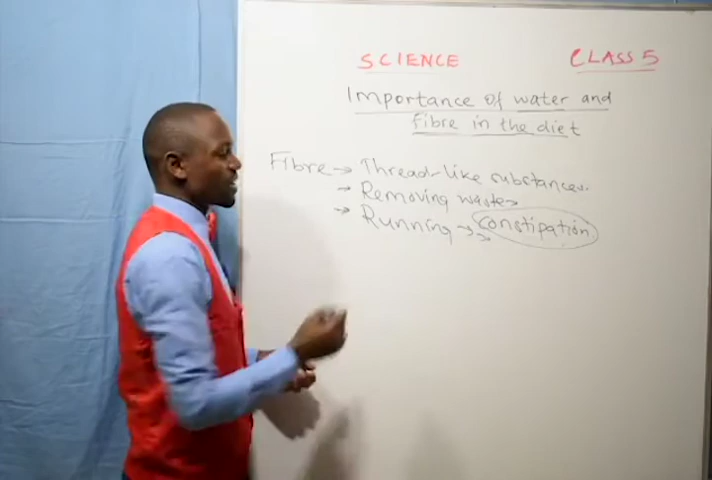 SCIENCE CLASS 5
Importance of water and
fibre in the diet
Fibre → Thread-like substances.
→ Removing waste→
→ Running → constipation.